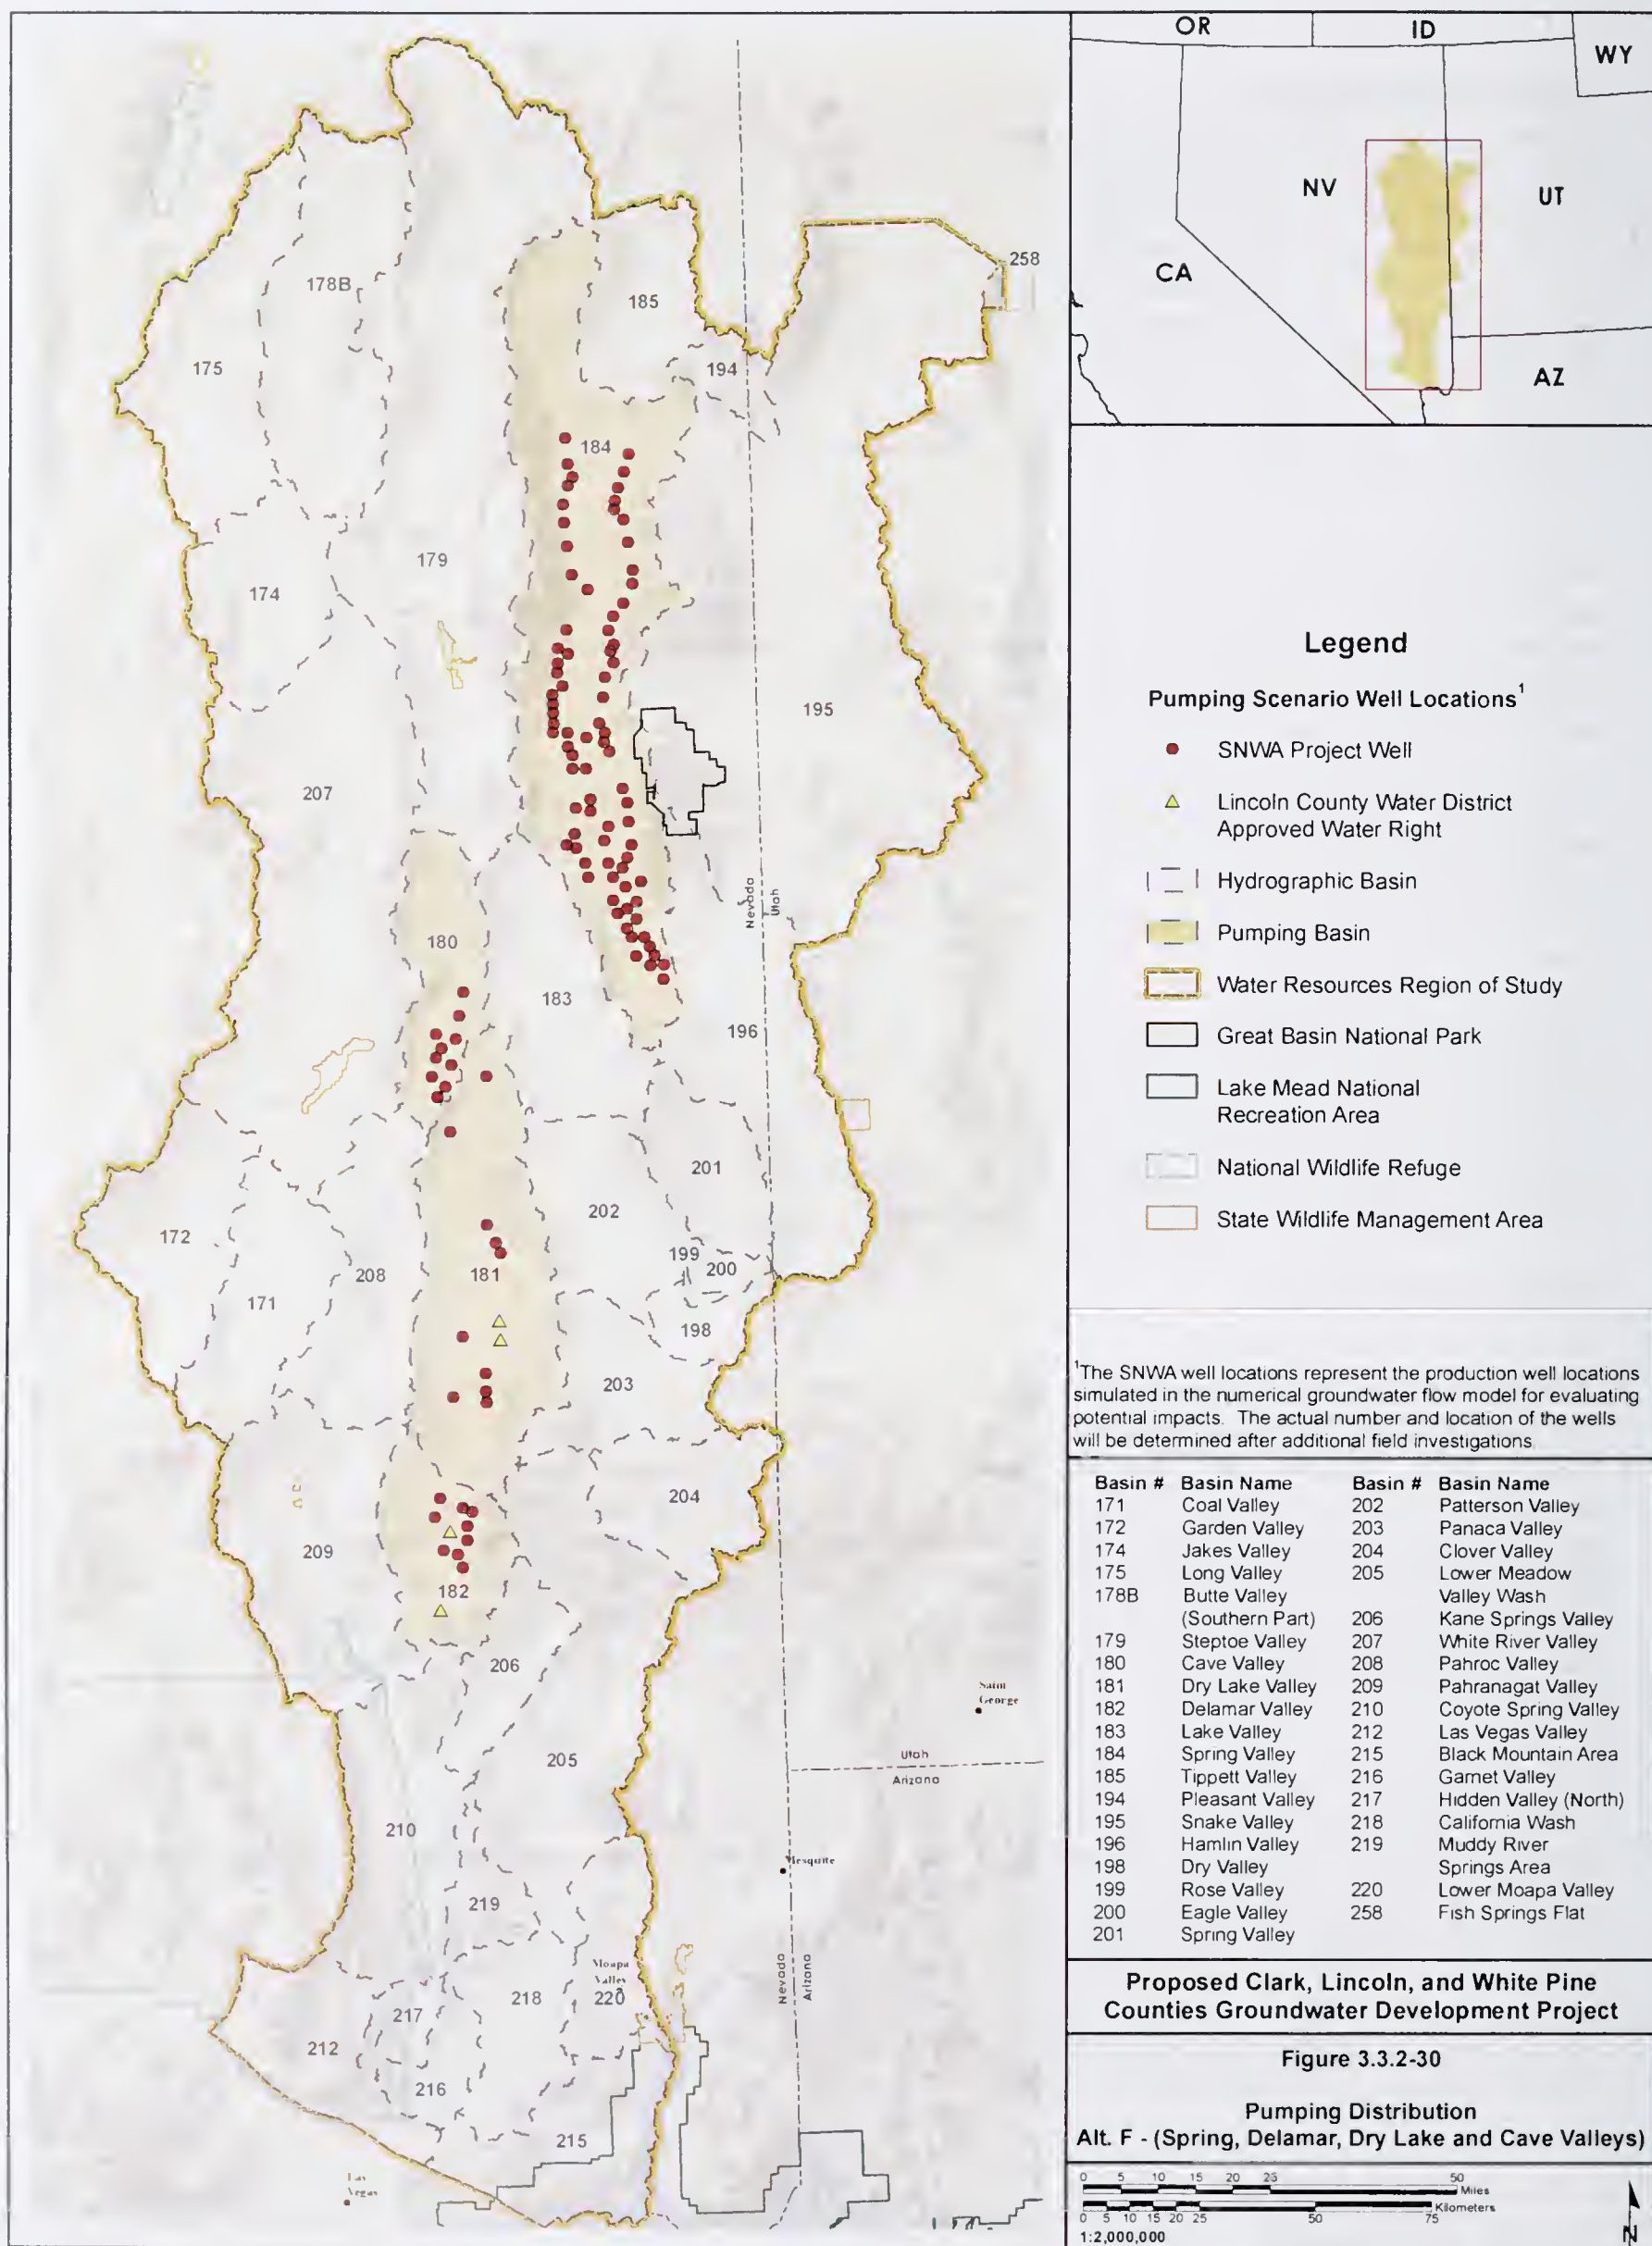 OR
ID
WY
NV
UT
CA
AZ
258
178B
185
175
194
184
179
174
195
207
Nevada
Utah
180
183
196
201
202
172
199
200
208
181
171
198
203
204
209
182
206
Saint
George
205
Utah
Arizona
210
Mesquite
219
Moapa
Valley
Nevada
Arizona
218
220
217
212
216
215
Las
Vegas
Legend
Pumping Scenario Well Locations1
SNWA Project Well
Lincoln County Water District
Approved Water Right
Hydrographic Basin
Pumping Basin
Water Resources Region of Study
Great Basin National Park
Lake Mead National
Recreation Area
National Wildlife Refuge
State Wildlife Management Area
1The SNWA well locations represent the production well locations
simulated in the numerical groundwater flow model for evaluating
potential impacts. The actual number and location of the wells
will be determined after additional field investigations.
Basin # Basin Name Basin # Basin Name
171 Coal Valley 202 Patterson Valley
172 Garden Valley 203 Panaca Valley
174 Jakes Valley 204 Clover Valley
175 Long Valley 205 Lower Meadow
178B Butte Valley Valley Wash
(Southern Part) 206 Kane Springs Valley
179 Steptoe Valley 207 White River Valley
180 Cave Valley 208 Pahroc Valley
181 Dry Lake Valley 209 Pahranagat Valley
182 Delamar Valley 210 Coyote Spring Valley
183 Lake Valley 212 Las Vegas Valley
184 Spring Valley 215 Black Mountain Area
185 Tippett Valley 216 Garnet Valley
194 Pleasant Valley 217 Hidden Valley (North)
195 Snake Valley 218 California Wash
196 Hamlin Valley 219 Muddy River
198 Dry Valley Springs Area
199 Rose Valley 220 Lower Moapa Valley
200 Eagle Valley 258 Fish Springs Flat
201 Spring Valley
Proposed Clark, Lincoln, and White Pine
Counties Groundwater Development Project
Figure 3.3.2-30
Pumping Distribution
Alt. F - (Spring, Delamar, Dry Lake and Cave Valleys)
0 5 10 15 20 25 50
Miles
Kilometers
0 5 10 15 20 25 50 75
1:2,000,000
N